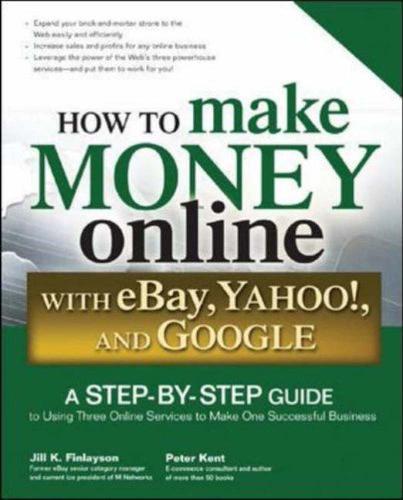 • Expand your brick-and-mortar storre to the
Web easily and efficiently
• Increase sales and profits for any online business
• Leverage the power of the Web's three powerhouse
services—and put them to work for you!
HOW TO make
MONEY
online
WITH eBay, YAHOO!,
AND GOOGLE
A STEP-BY-STEP GUIDE
to Using Three Online Services to Make One Successful Business
Jill K. Finlayson
Former eBay senior category manager
and current ice president of MI Networks
Peter Kent
E-commerce consultant and author
of more than 50 books